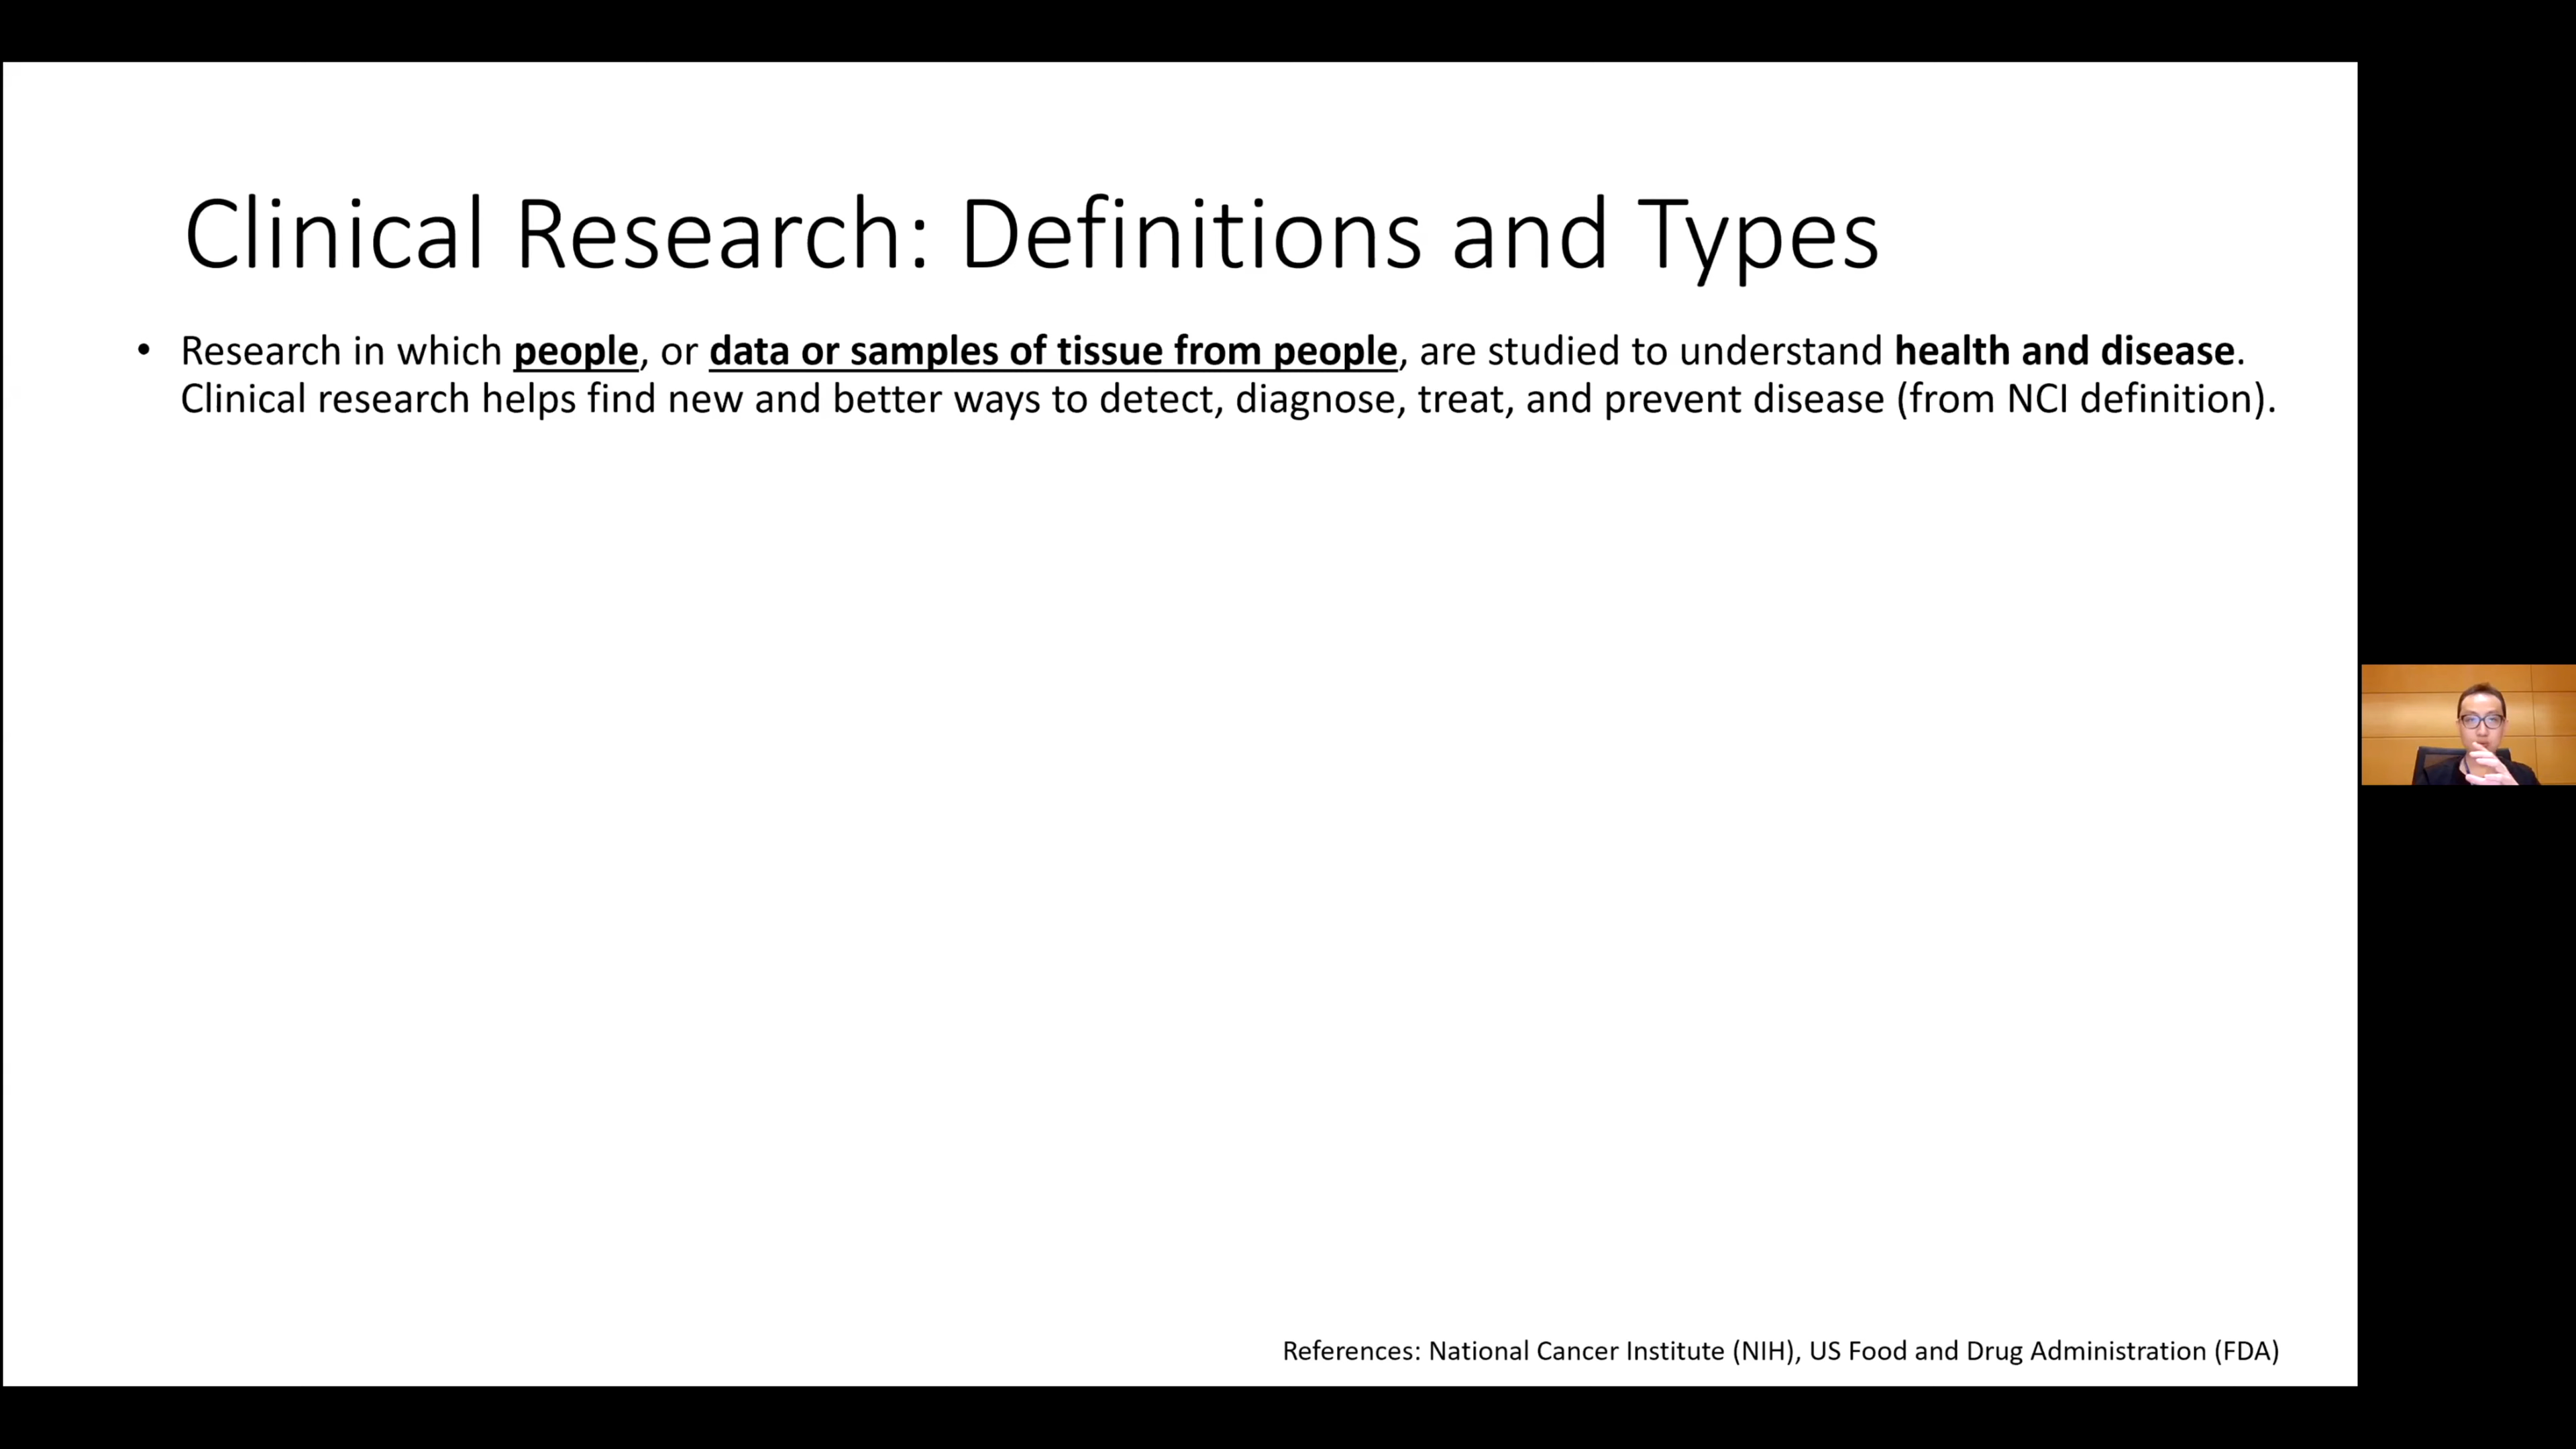 Clinical Research: Definitions and Types
• Research in which people, or data or samples of tissue from people, are studied to understand health and disease.
Clinical research helps find new and better ways to detect, diagnose, treat, and prevent disease (from NCI definition).
References: National Cancer Institute (NIH), US Food and Drug Administration (FDA)